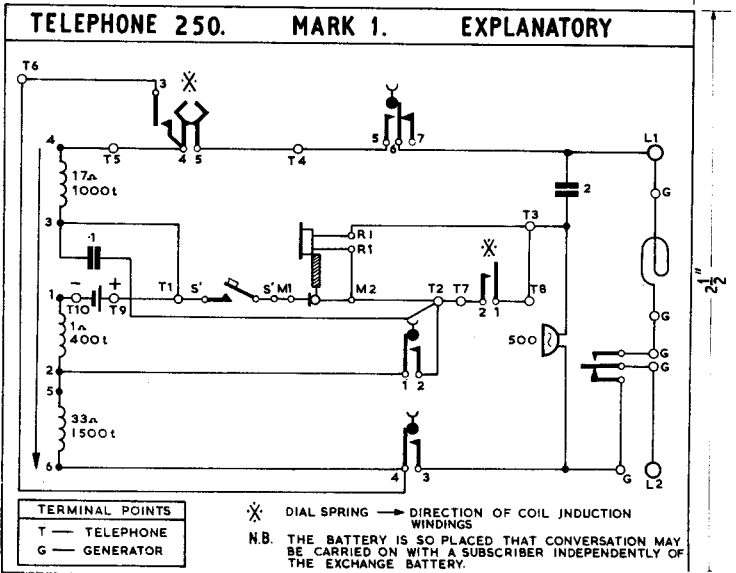 TELEPHONE 250. MARK 1. EXPLANATORY
T6
3
4 T5 4 5 T4 5 6 7 L1
17Ω
1000t
2 G
3
R1
T3
.1
R1
2½"
1 − + T1 S' S' M1 M2 T2 T7 2 1 T8
T10 T9
G
1Ω
400t
500
G
2
G
1 2
5
33Ω
1500t
6 4 3 G L2
TERMINAL POINTS
T — TELEPHONE
G — GENERATOR
DIAL SPRING → DIRECTION OF COIL INDUCTION
WINDINGS
N.B. THE BATTERY IS SO PLACED THAT CONVERSATION MAY
BE CARRIED ON WITH A SUBSCRIBER INDEPENDENTLY OF
THE EXCHANGE BATTERY.